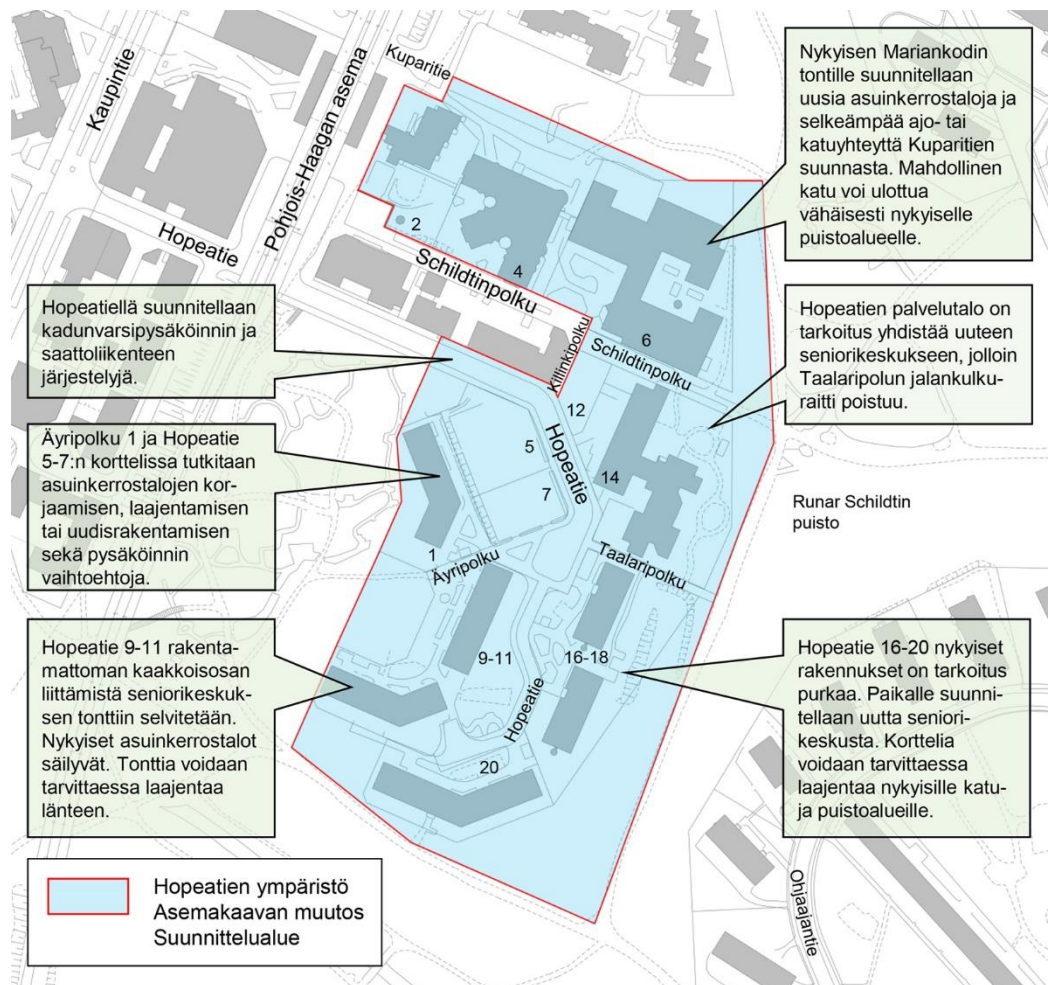 Kaupintie
Pohjois-Haagan asema
Kuparitie
Hopeatie
Nykyisen Mariankodin
tontille suunnitellaan
uusia asuinkerrostaloja ja
selkeämpää ajo- tai
katuyhteyttä Kuparitien
suunnasta. Mahdollinen
katu voi ulottua
vähäisesti nykyiselle
puistoalueelle.
2
Schildtinpolku
4
6
Schildtinpolku
Killinkipolku
Hopeatiellä suunnitellaan
kadunvarsipysäköinnin ja
saattoliikenteen
järjestelyjä.
Hopeatien palvelutalo on
tarkoitus yhdistää uuteen
seniorikeskukseen, jolloin
Taalaripolun jalankulku-
raitti poistuu.
12
5
Hopeatie
7
14
Äyripolku 1 ja Hopeatie
5-7:n korttelissa tutkitaan
asuinkerrostalojen kor-
jaamisen, laajentamisen
tai uudisrakentamisen
sekä pysäköinnin
vaihtoehtoja.
Runar Schildtin
puisto
1
Äyripolku
Taalaripolku
9-11
16-18
Hopeatie
20
Hopeatie 9-11 rakenta-
mattoman kaakkoisosan
liittämistä seniorikeskuk-
sen tonttiin selvitetään.
Nykyiset asuinkerrostalot
säilyvät. Tonttia voidaan
tarvittaessa laajentaa
länteen.
Hopeatie 16-20 nykyiset
rakennukset on tarkoitus
purkaa. Paikalle suunni-
tellaan uutta seniori-
keskusta. Korttelia
voidaan tarvittaessa
laajentaa nykyisille katu-
ja puistoalueille.
Ohjaajantie
Hopeatien ympäristö
Asemakaavan muutos
Suunnittelualue